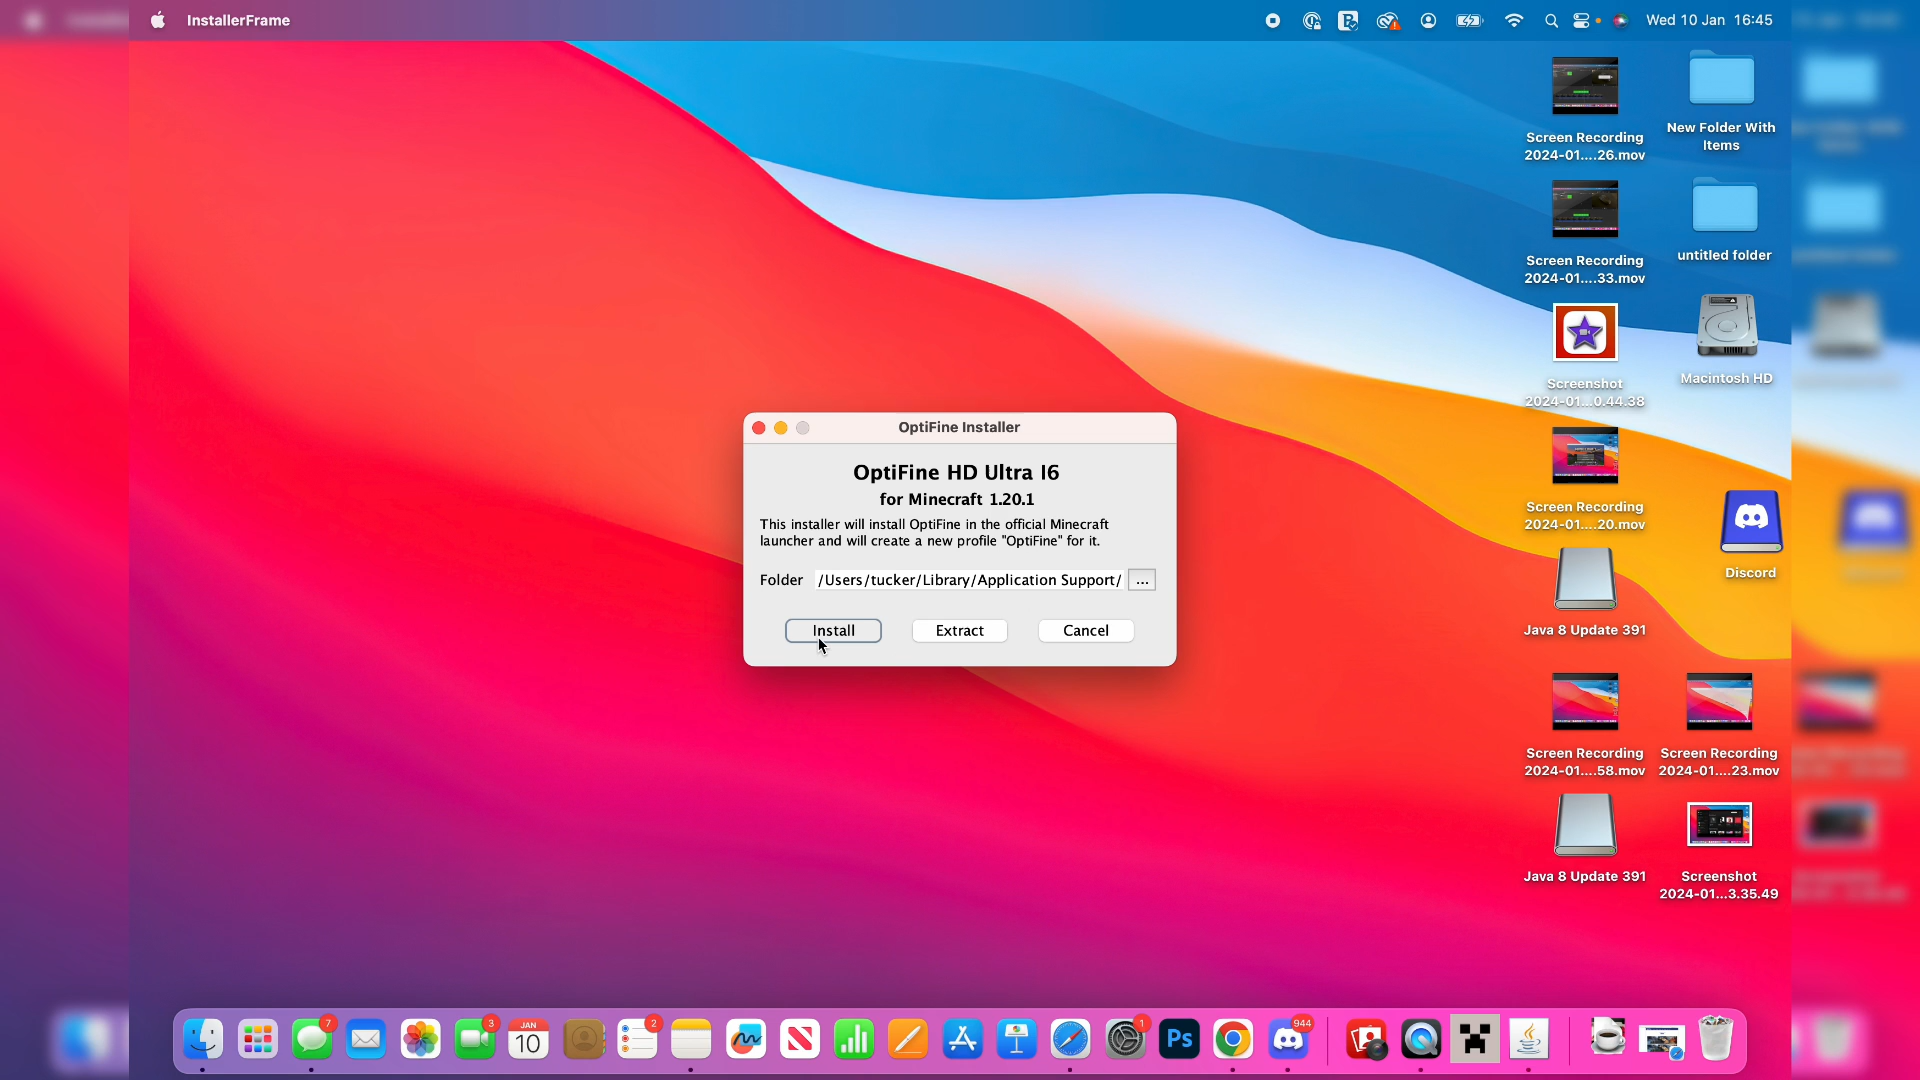 InstallerFrame
Wed 10 Jan 16:45
Screen Recording
2024-01....26.mov
New Folder With
Items
Screen Recording
2024-01....33.mov
untitled folder
Screenshot
2024-01...0.44.38
Macintosh HD
Screen Recording
2024-01....20.mov
Discord
Java 8 Update 391
Screen Recording
2024-01....58.mov
Screen Recording
2024-01....23.mov
Java 8 Update 391
Screenshot
2024-01...3.35.49
OptiFine Installer
OptiFine HD Ultra I6
for Minecraft 1.20.1
This installer will install OptiFine in the official Minecraft
launcher and will create a new profile "OptiFine" for it.
Folder /Users/tucker/Library/Application Support/ ...
Install Extract Cancel
7 3 JAN 10 2 1 Ps 944